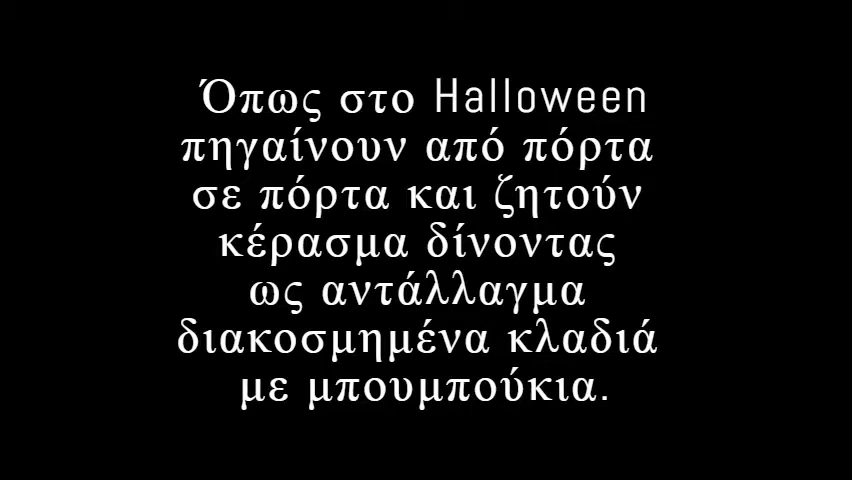 Όπως στο Halloween
πηγαίνουν από πόρτα
σε πόρτα και ζητούν
κέρασμα δίνοντας
ως αντάλλαγμα
διακοσμημένα κλαδιά
με μπουμπούκια.